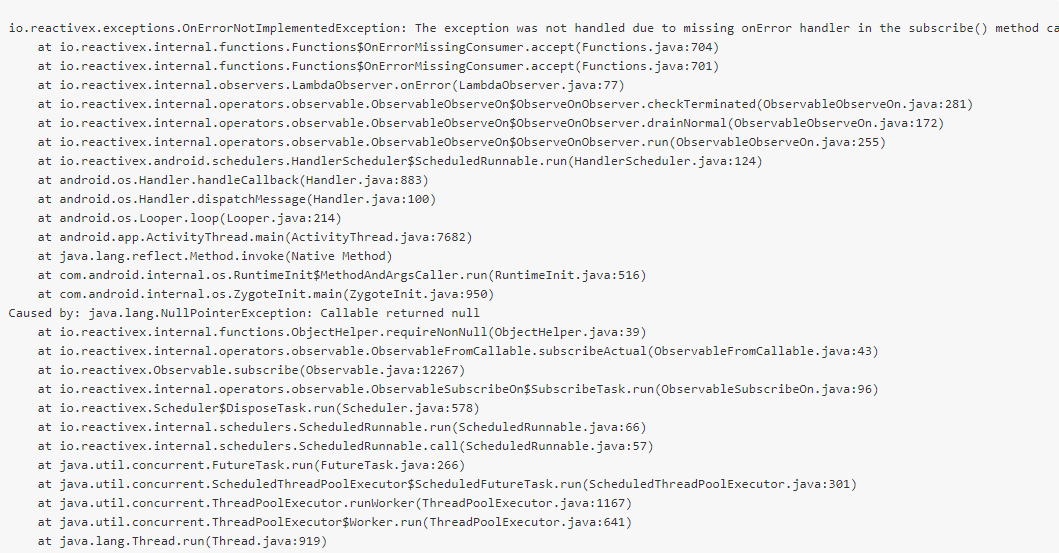 io.reactivex.exceptions.OnErrorNotImplementedException: The exception was not handled due to missing onError handler in the subscribe() method ca
at io.reactivex.internal.functions.Functions$OnErrorMissingConsumer.accept(Functions.java:704)
at io.reactivex.internal.functions.Functions$OnErrorMissingConsumer.accept(Functions.java:701)
at io.reactivex.internal.observers.LambdaObserver.onError(LambdaObserver.java:77)
at io.reactivex.internal.operators.observable.ObservableObserveOn$ObserveOnObserver.checkTerminated(ObservableObserveOn.java:281)
at io.reactivex.internal.operators.observable.ObservableObserveOn$ObserveOnObserver.drainNormal(ObservableObserveOn.java:172)
at io.reactivex.internal.operators.observable.ObservableObserveOn$ObserveOnObserver.run(ObservableObserveOn.java:255)
at io.reactivex.android.schedulers.HandlerScheduler$ScheduledRunnable.run(HandlerScheduler.java:124)
at android.os.Handler.handleCallback(Handler.java:883)
at android.os.Handler.dispatchMessage(Handler.java:100)
at android.os.Looper.loop(Looper.java:214)
at android.app.ActivityThread.main(ActivityThread.java:7682)
at java.lang.reflect.Method.invoke(Native Method)
at com.android.internal.os.RuntimeInit$MethodAndArgsCaller.run(RuntimeInit.java:516)
at com.android.internal.os.ZygoteInit.main(ZygoteInit.java:950)
Caused by: java.lang.NullPointerException: Callable returned null
at io.reactivex.internal.functions.ObjectHelper.requireNonNull(ObjectHelper.java:39)
at io.reactivex.internal.operators.observable.ObservableFromCallable.subscribeActual(ObservableFromCallable.java:43)
at io.reactivex.Observable.subscribe(Observable.java:12267)
at io.reactivex.internal.operators.observable.ObservableSubscribeOn$SubscribeTask.run(ObservableSubscribeOn.java:96)
at io.reactivex.Scheduler$DisposeTask.run(Scheduler.java:578)
at io.reactivex.internal.schedulers.ScheduledRunnable.run(ScheduledRunnable.java:66)
at io.reactivex.internal.schedulers.ScheduledRunnable.call(ScheduledRunnable.java:57)
at java.util.concurrent.FutureTask.run(FutureTask.java:266)
at java.util.concurrent.ScheduledThreadPoolExecutor$ScheduledFutureTask.run(ScheduledThreadPoolExecutor.java:301)
at java.util.concurrent.ThreadPoolExecutor.runWorker(ThreadPoolExecutor.java:1167)
at java.util.concurrent.ThreadPoolExecutor$Worker.run(ThreadPoolExecutor.java:641)
at java.lang.Thread.run(Thread.java:919)